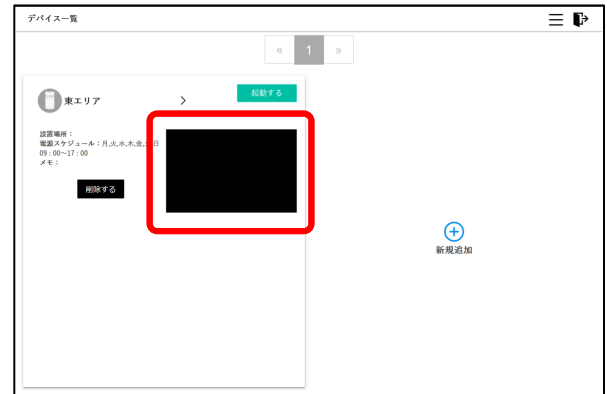 デバイス一覧
« 1 »
東エリア
起動する
設置場所：
電源スケジュール：月,火,水,木,金,土,日
09：00〜17：00
メモ：
削除する
新規追加